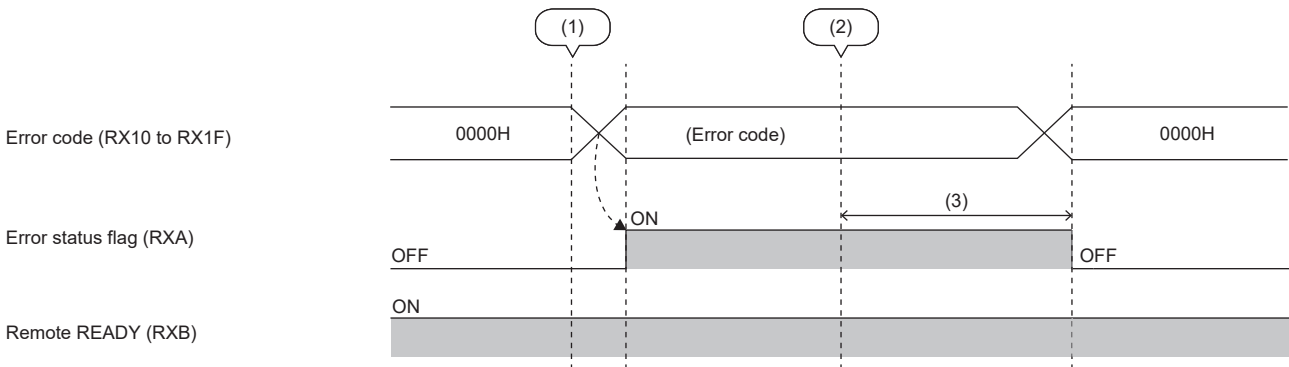 (1)
(2)
Error code (RX10 to RX1F)
0000H
(Error code)
0000H
(3)
ON
Error status flag (RXA)
OFF
OFF
ON
Remote READY (RXB)